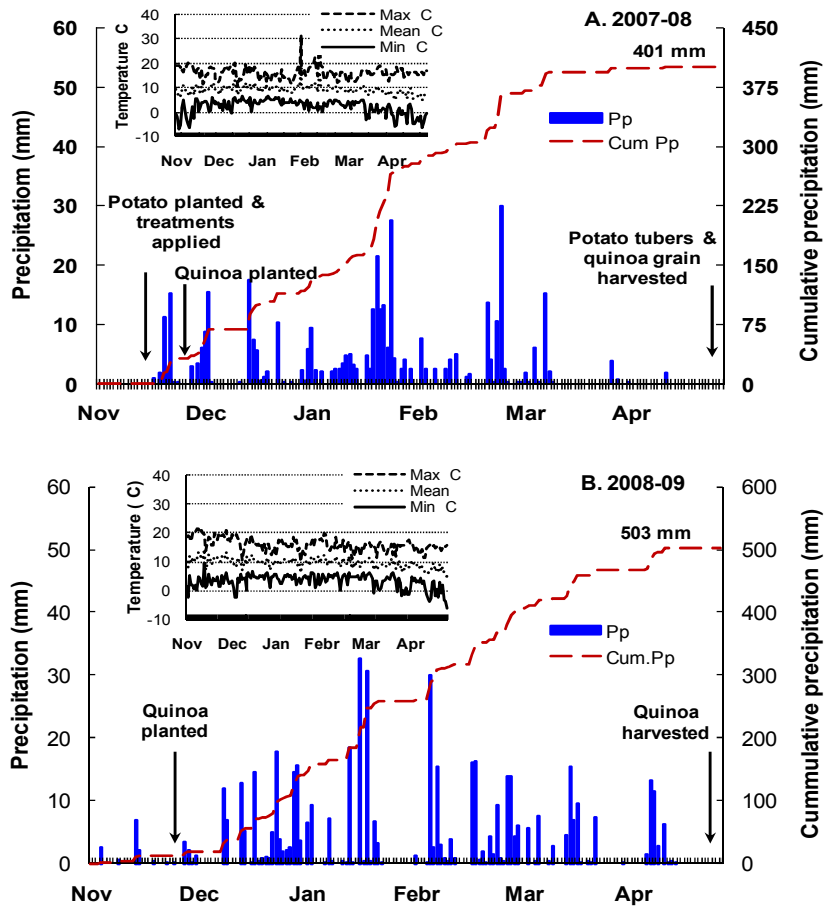 A. 2007-08
Precipitatiom (mm)
60
50
40
30
20
10
0
Temperature C
40
30
20
10
0
-10
Max C
Mean C
Min C
Nov Dec Jan Feb Mar Apr
401 mm
Pp
Cum Pp
Potato planted &
treatments
applied
Quinoa planted
Potato tubers &
quinoa grain
harvested
450
375
300
225
150
75
0
Cumulative precipitation (mm)
Nov Dec Jan Feb Mar Apr
B. 2008-09
Precipitation (mm)
60
50
40
30
20
10
0
Temperature ( C)
40
30
20
10
0
-10
Max C
Mean
Min C
Nov Dec Jan Febr Mar Apr
503 mm
Pp
Cum.Pp
Quinoa
planted
Quinoa
harvested
600
500
400
300
200
100
0
Cummulative precipitation (mm)
Nov Dec Jan Febr Mar Apr